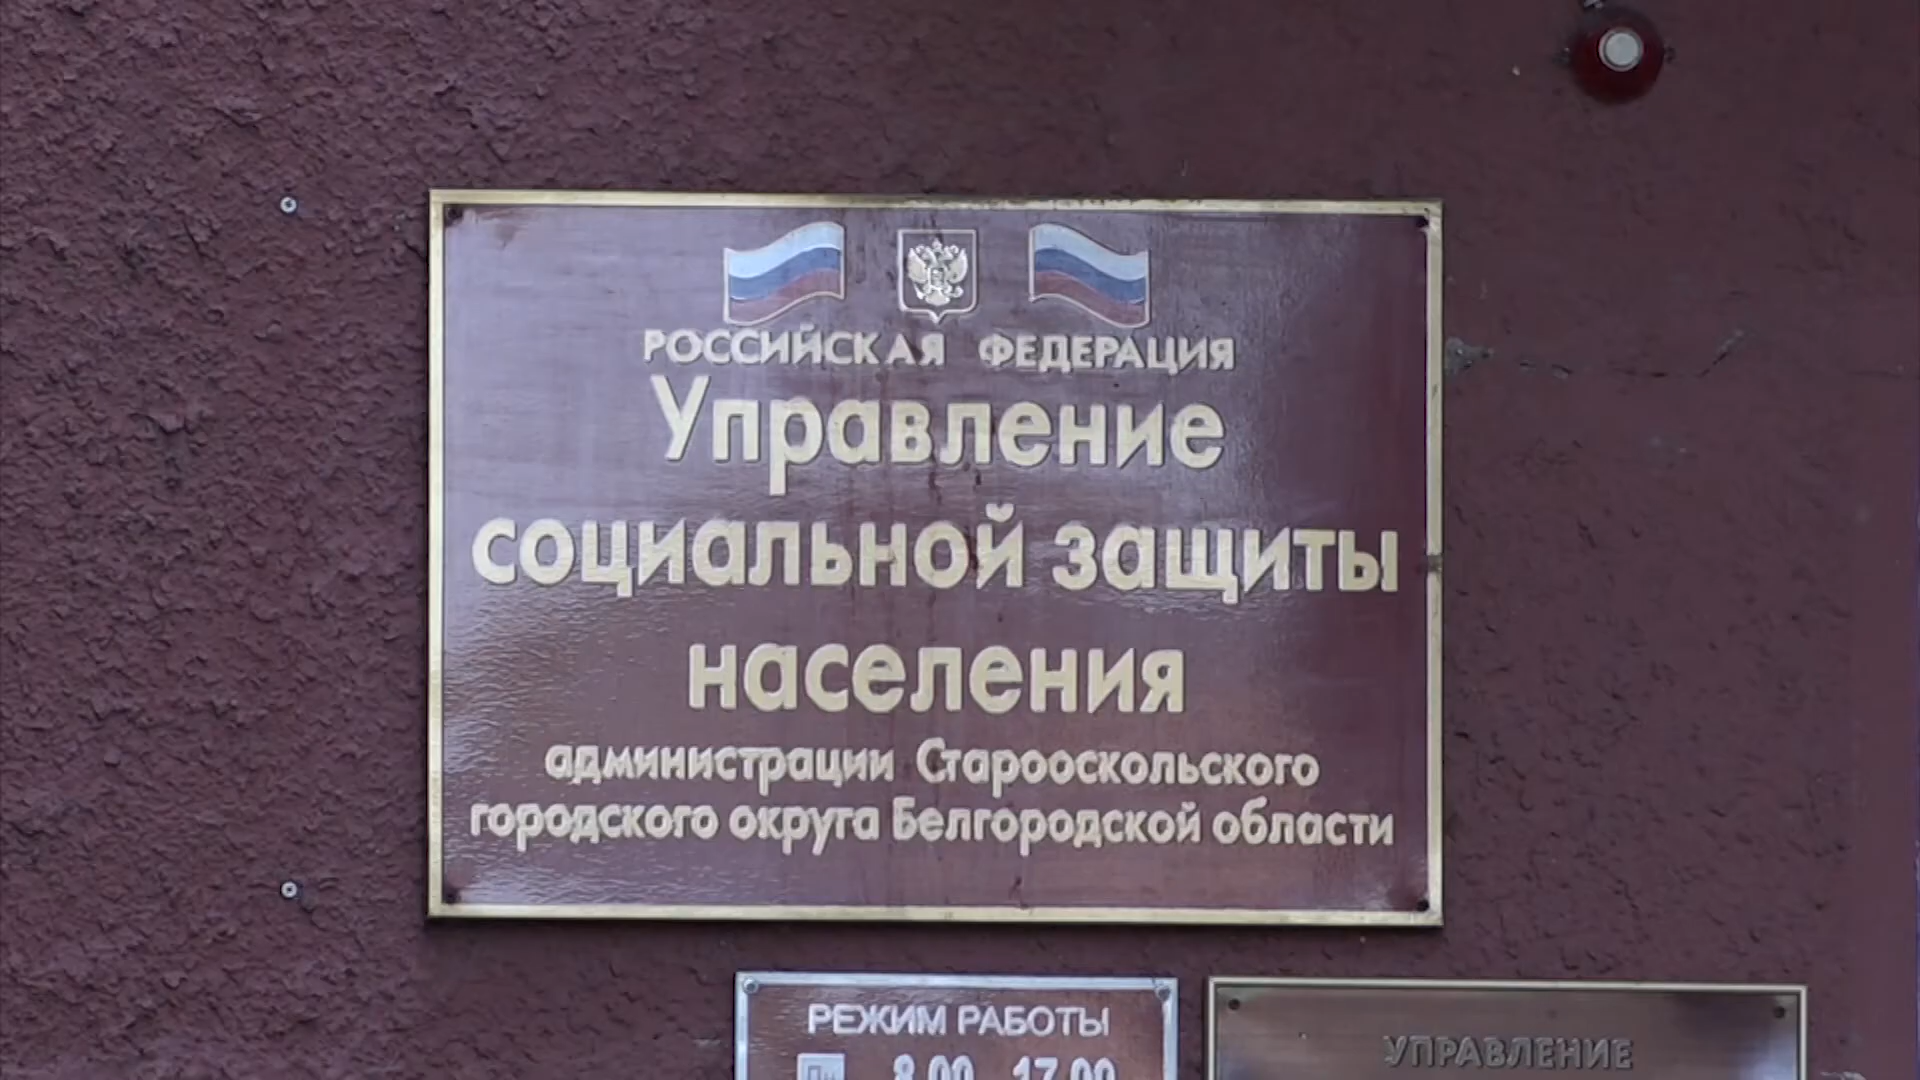 РОССИЙСКАЯ ФЕДЕРАЦИЯ
Управление
социальной защиты
населения
администрации Старооскольского
городского округа Белгородской области
РЕЖИМ РАБОТЫ
Пн 8.00 17.00
УПРАВЛЕНИЕ